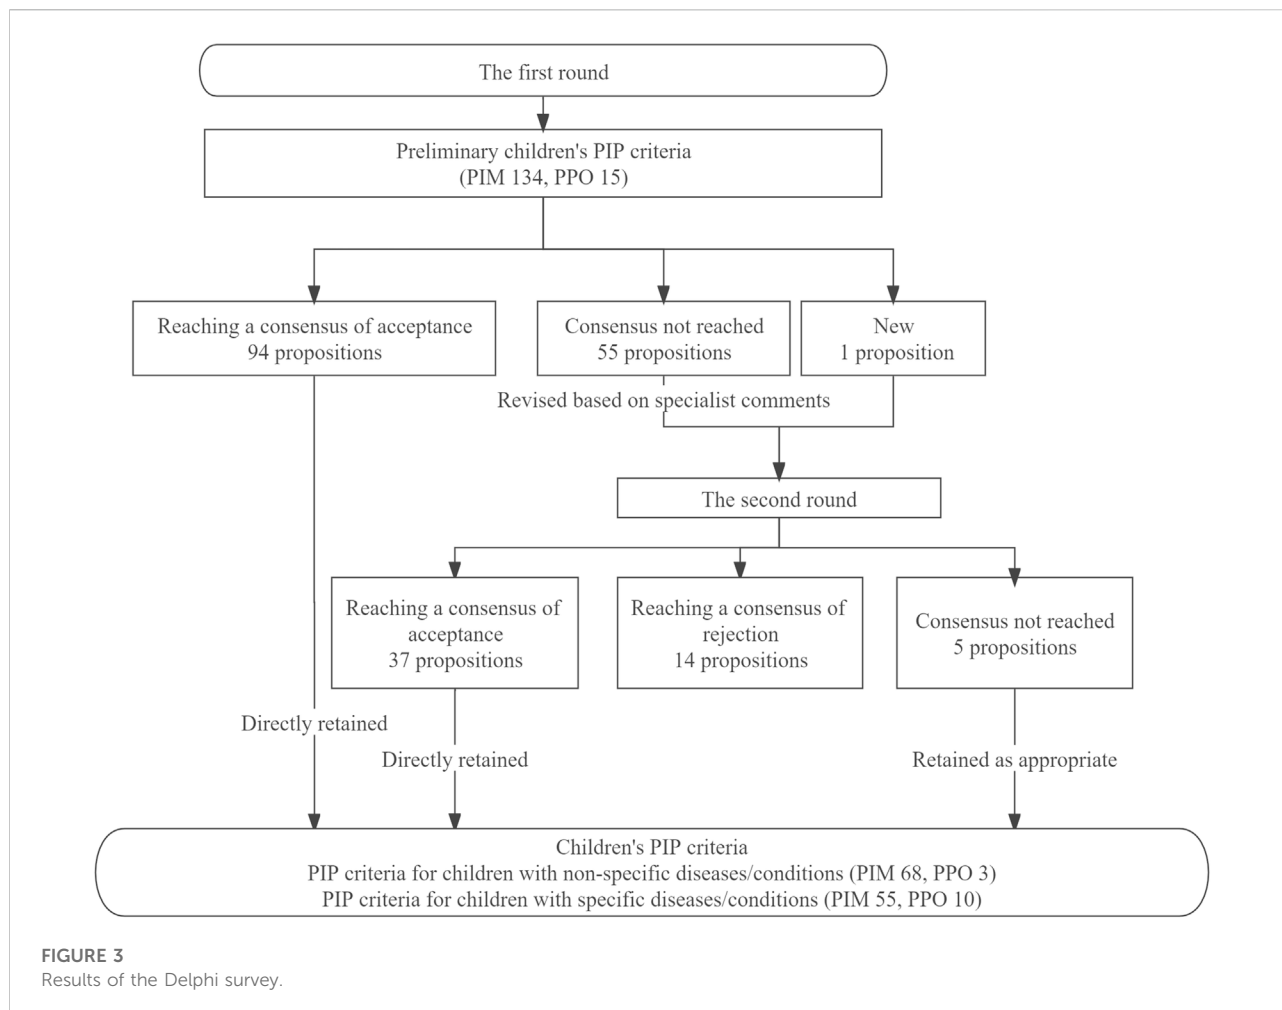 The first round
Preliminary children's PIP criteria
(PIM 134, PPO 15)
Reaching a consensus of acceptance
94 propositions
Consensus not reached
55 propositions
New
1 proposition
Revised based on specialist comments
The second round
Reaching a consensus of
acceptance
37 propositions
Reaching a consensus of
rejection
14 propositions
Consensus not reached
5 propositions
Directly retained
Directly retained
Retained as appropriate
Children's PIP criteria
PIP criteria for children with non-specific diseases/conditions (PIM 68, PPO 3)
PIP criteria for children with specific diseases/conditions (PIM 55, PPO 10)
FIGURE 3
Results of the Delphi survey.